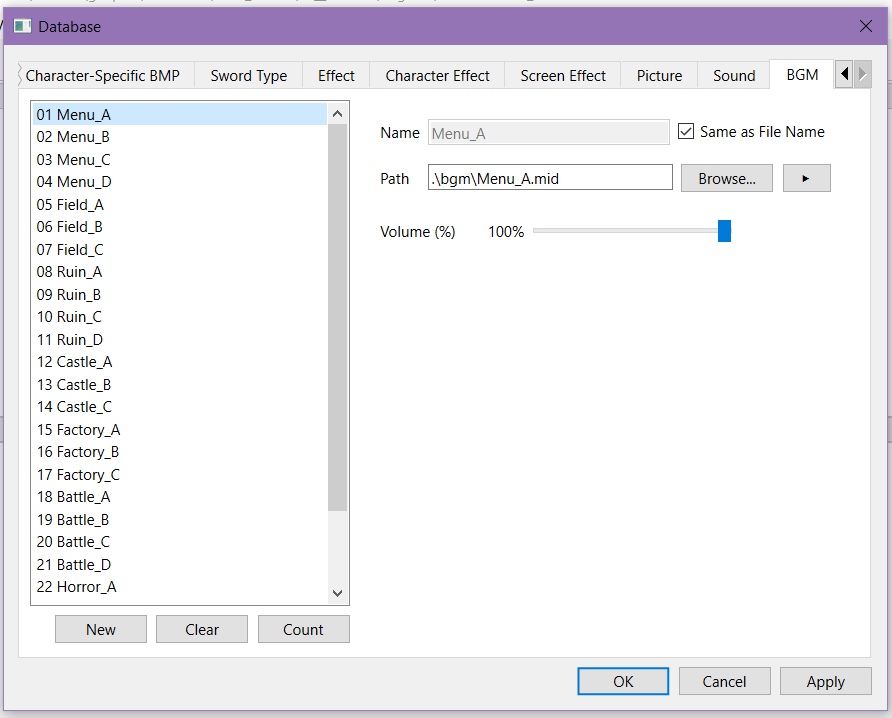 Database
Character-Specific BMP Sword Type Effect Character Effect Screen Effect Picture Sound BGM
01 Menu_A
02 Menu_B
03 Menu_C
04 Menu_D
05 Field_A
06 Field_B
07 Field_C
08 Ruin_A
09 Ruin_B
10 Ruin_C
11 Ruin_D
12 Castle_A
13 Castle_B
14 Castle_C
15 Factory_A
16 Factory_B
17 Factory_C
18 Battle_A
19 Battle_B
20 Battle_C
21 Battle_D
22 Horror_A
New Clear Count
Name Menu_A Same as File Name
Path .\bgm\Menu_A.mid Browse...
Volume (%) 100%
OK Cancel Apply